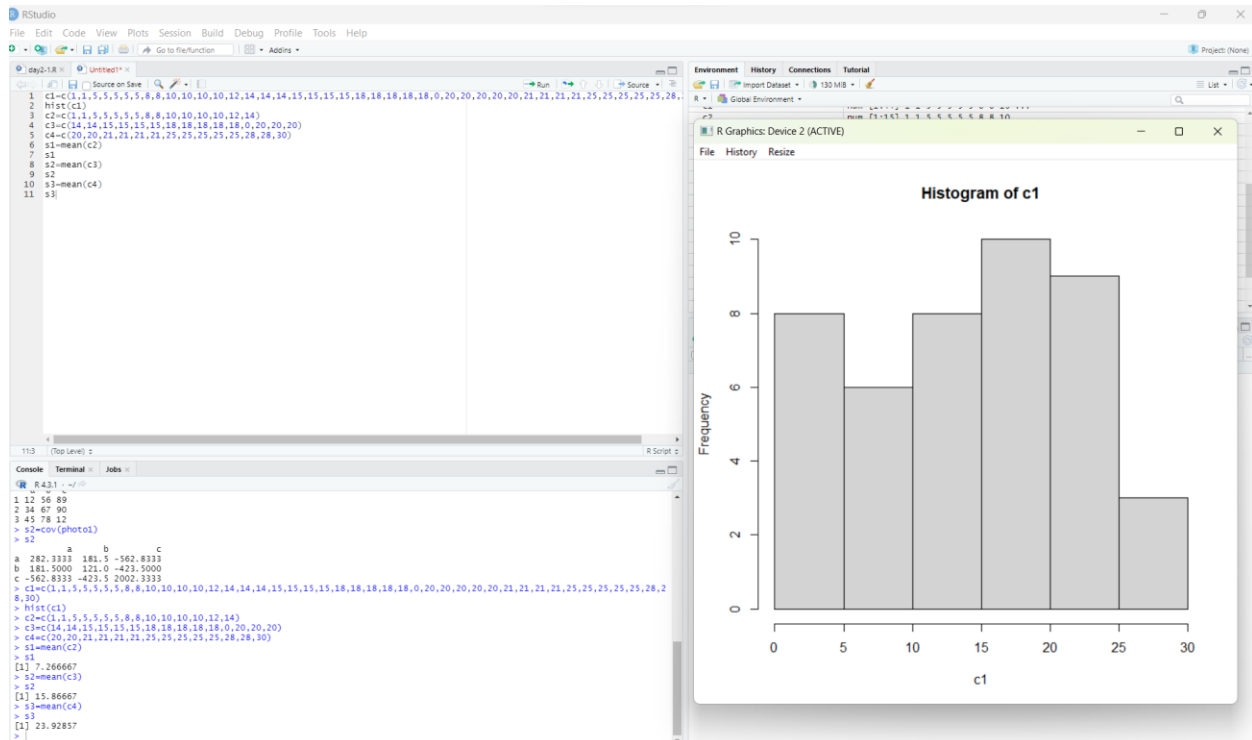 RStudio
File Edit Code View Plots Session Build Debug Profile Tools Help
Go to file/function Addins
Project: (None)
day2-1.R × Untitled1* ×
Source on Save Run Source
1 c1=c(1,1,5,5,5,5,5,8,8,10,10,10,10,12,14,14,14,15,15,15,15,18,18,18,18,18,0,20,20,20,20,20,21,21,21,21,25,25,25,25,25,28,
2 hist(c1)
3 c2=c(1,1,5,5,5,5,5,8,8,10,10,10,10,12,14)
4 c3=c(14,14,15,15,15,15,18,18,18,18,18,0,20,20,20)
5 c4=c(20,20,21,21,21,21,25,25,25,25,25,28,28,30)
6 s1=mean(c2)
7 s1
8 s2=mean(c3)
9 s2
10 s3=mean(c4)
11 s3
11:3 (Top Level) R Script
Console Terminal × Jobs ×
R 4.3.1 · ~/
1 12 56 89
2 34 67 90
3 45 78 12
> s2=cov(photo1)
> s2
a b c
a 282.3333 181.5 -562.8333
b 181.5000 121.0 -423.5000
c -562.8333 -423.5 2002.3333
> c1=c(1,1,5,5,5,5,5,8,8,10,10,10,10,12,14,14,14,15,15,15,15,18,18,18,18,18,0,20,20,20,20,20,21,21,21,21,25,25,25,25,25,28,2
8,30)
> hist(c1)
> c2=c(1,1,5,5,5,5,5,8,8,10,10,10,10,12,14)
> c3=c(14,14,15,15,15,15,18,18,18,18,18,0,20,20,20)
> c4=c(20,20,21,21,21,21,25,25,25,25,25,28,28,30)
> s1=mean(c2)
> s1
[1] 7.266667
> s2=mean(c3)
> s2
[1] 15.86667
> s3=mean(c4)
> s3
[1] 23.92857
>
Environment History Connections Tutorial
Import Dataset 130 MiB List
R Global Environment
R Graphics: Device 2 (ACTIVE)
File History Resize
Histogram of c1
Frequency
10
8
6
4
2
0
0 5 10 15 20 25 30
c1